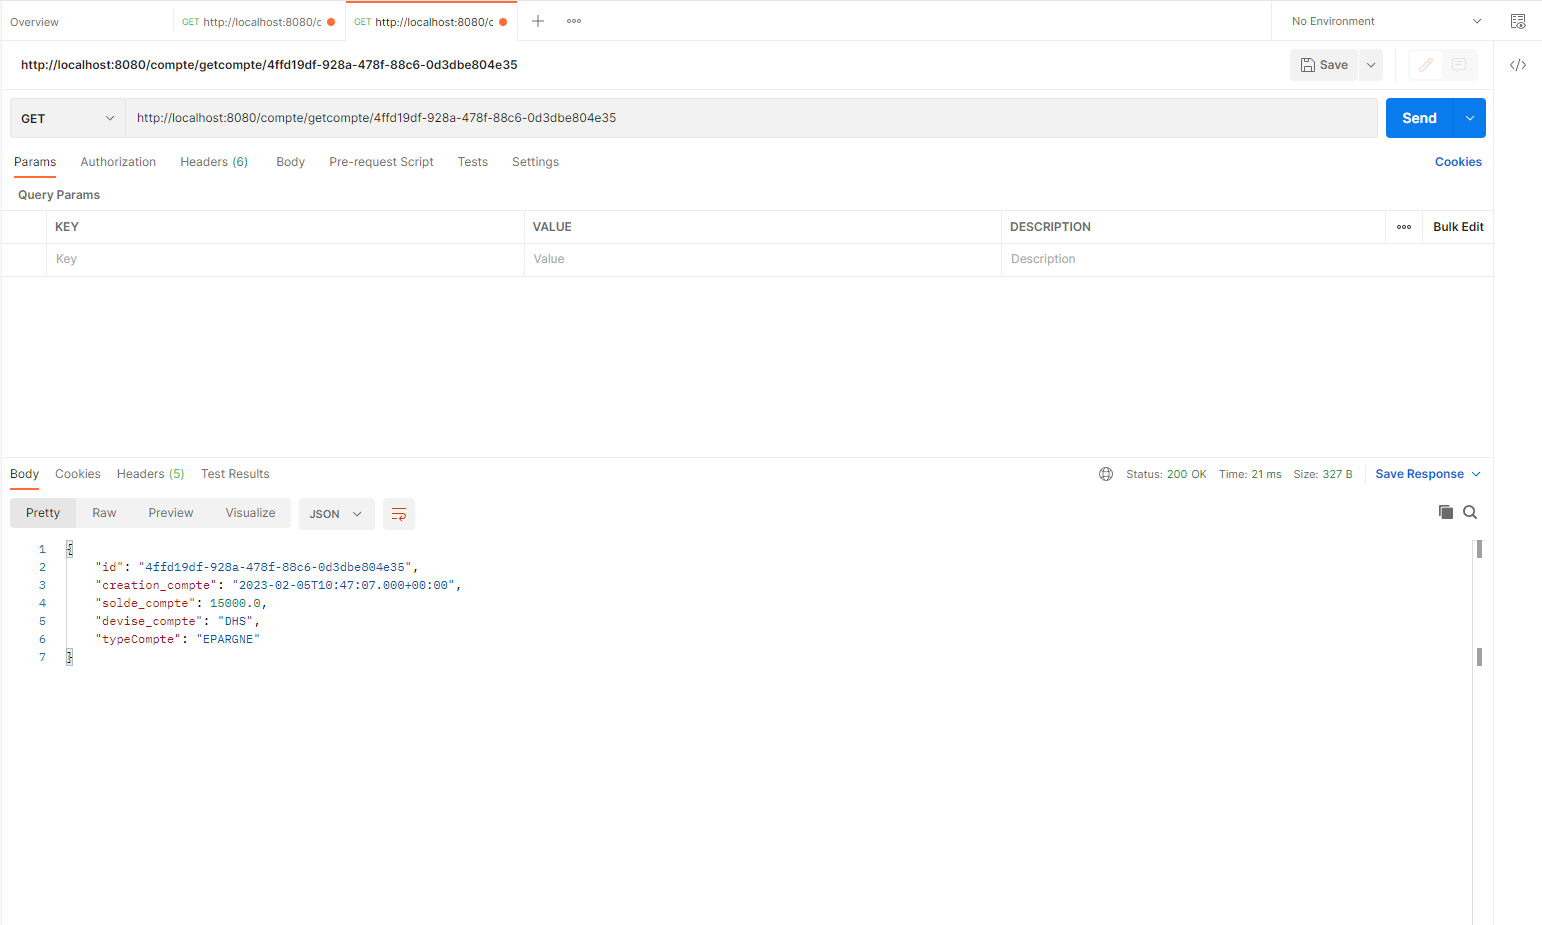 Overview
GET http://localhost:8080/c
GET http://localhost:8080/c
No Environment
http://localhost:8080/compte/getcompte/4ffd19df-928a-478f-88c6-0d3dbe804e35
Save
GET
http://localhost:8080/compte/getcompte/4ffd19df-928a-478f-88c6-0d3dbe804e35
Send
Params Authorization Headers (6) Body Pre-request Script Tests Settings Cookies
Query Params
KEY VALUE DESCRIPTION Bulk Edit
Key Value Description
Body Cookies Headers (5) Test Results Status: 200 OK Time: 21 ms Size: 327 B Save Response
Pretty Raw Preview Visualize JSON
1 {
2 "id": "4ffd19df-928a-478f-88c6-0d3dbe804e35",
3 "creation_compte": "2023-02-05T10:47:07.000+00:00",
4 "solde_compte": 15000.0,
5 "devise_compte": "DHS",
6 "typeCompte": "EPARGNE"
7 }